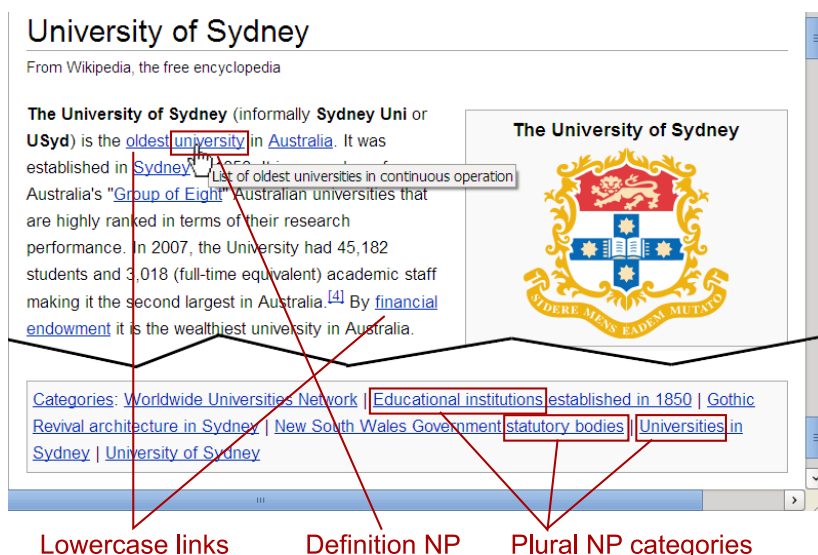 University of Sydney
From Wikipedia, the free encyclopedia
The University of Sydney (informally Sydney Uni or
USyd) is the oldest university in Australia. It was
established in Sydney
List of oldest universities in continuous operation
Australia's "Group of Eight" Australian universities that
are highly ranked in terms of their research
performance. In 2007, the University had 45,182
students and 3,018 (full-time equivalent) academic staff
making it the second largest in Australia.[4] By financial
endowment it is the wealthiest university in Australia.
The University of Sydney
SIDERE MENS EADEM MUTATO
Categories: Worldwide Universities Network | Educational institutions established in 1850 | Gothic
Revival architecture in Sydney | New South Wales Government statutory bodies | Universities in
Sydney | University of Sydney
Lowercase links
Definition NP
Plural NP categories